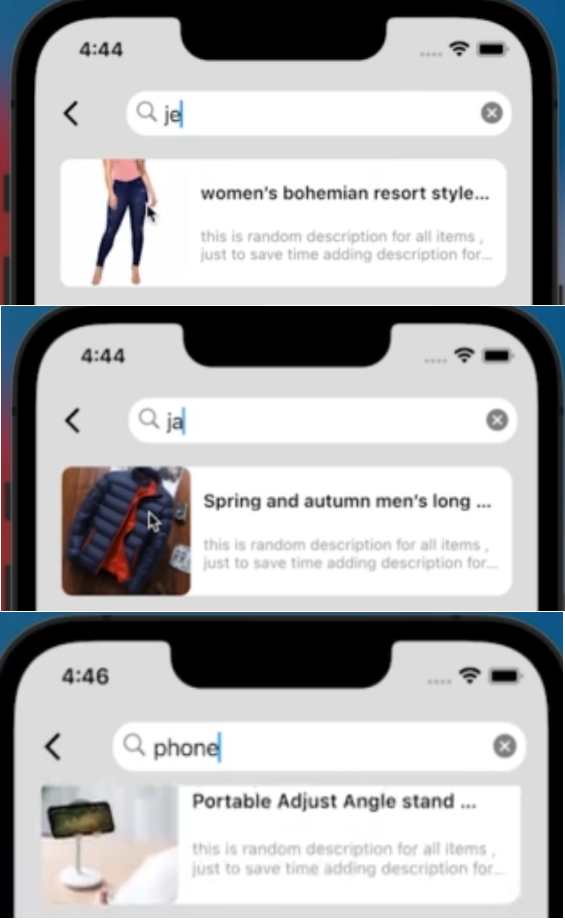 4:44
je
women's bohemian resort style...
this is random description for all items ,
just to save time adding description for...
4:44
ja
Spring and autumn men's long ...
this is random description for all items ,
just to save time adding description for...
4:46
phone
Portable Adjust Angle stand ...
this is random description for all items ,
just to save time adding description for...